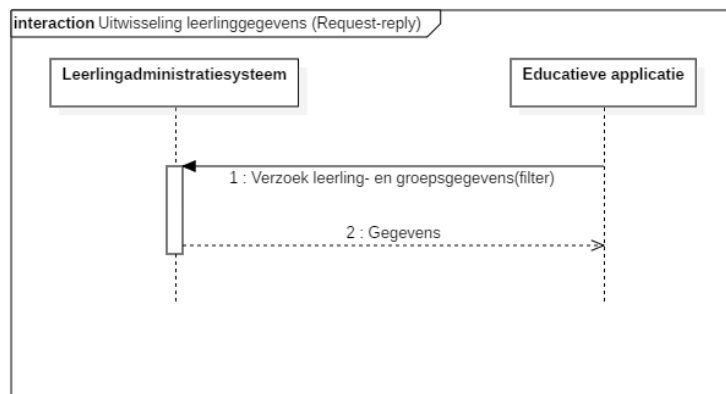 interaction Uitwisseling leerlinggegevens (Request-reply)
Leerlingadministratiesysteem
Educatieve applicatie
1 : Verzoek leerling- en groepsgegevens(filter)
2 : Gegevens